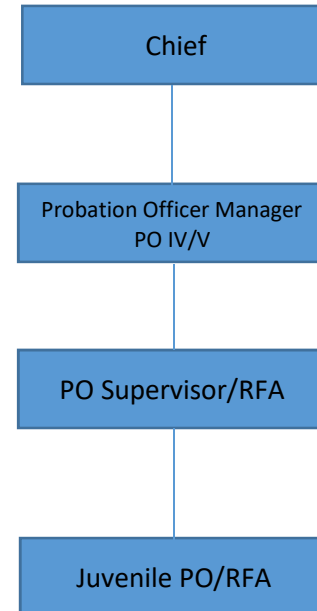 Chief
Probation Officer Manager
PO IV/V
PO Supervisor/RFA
Juvenile PO/RFA